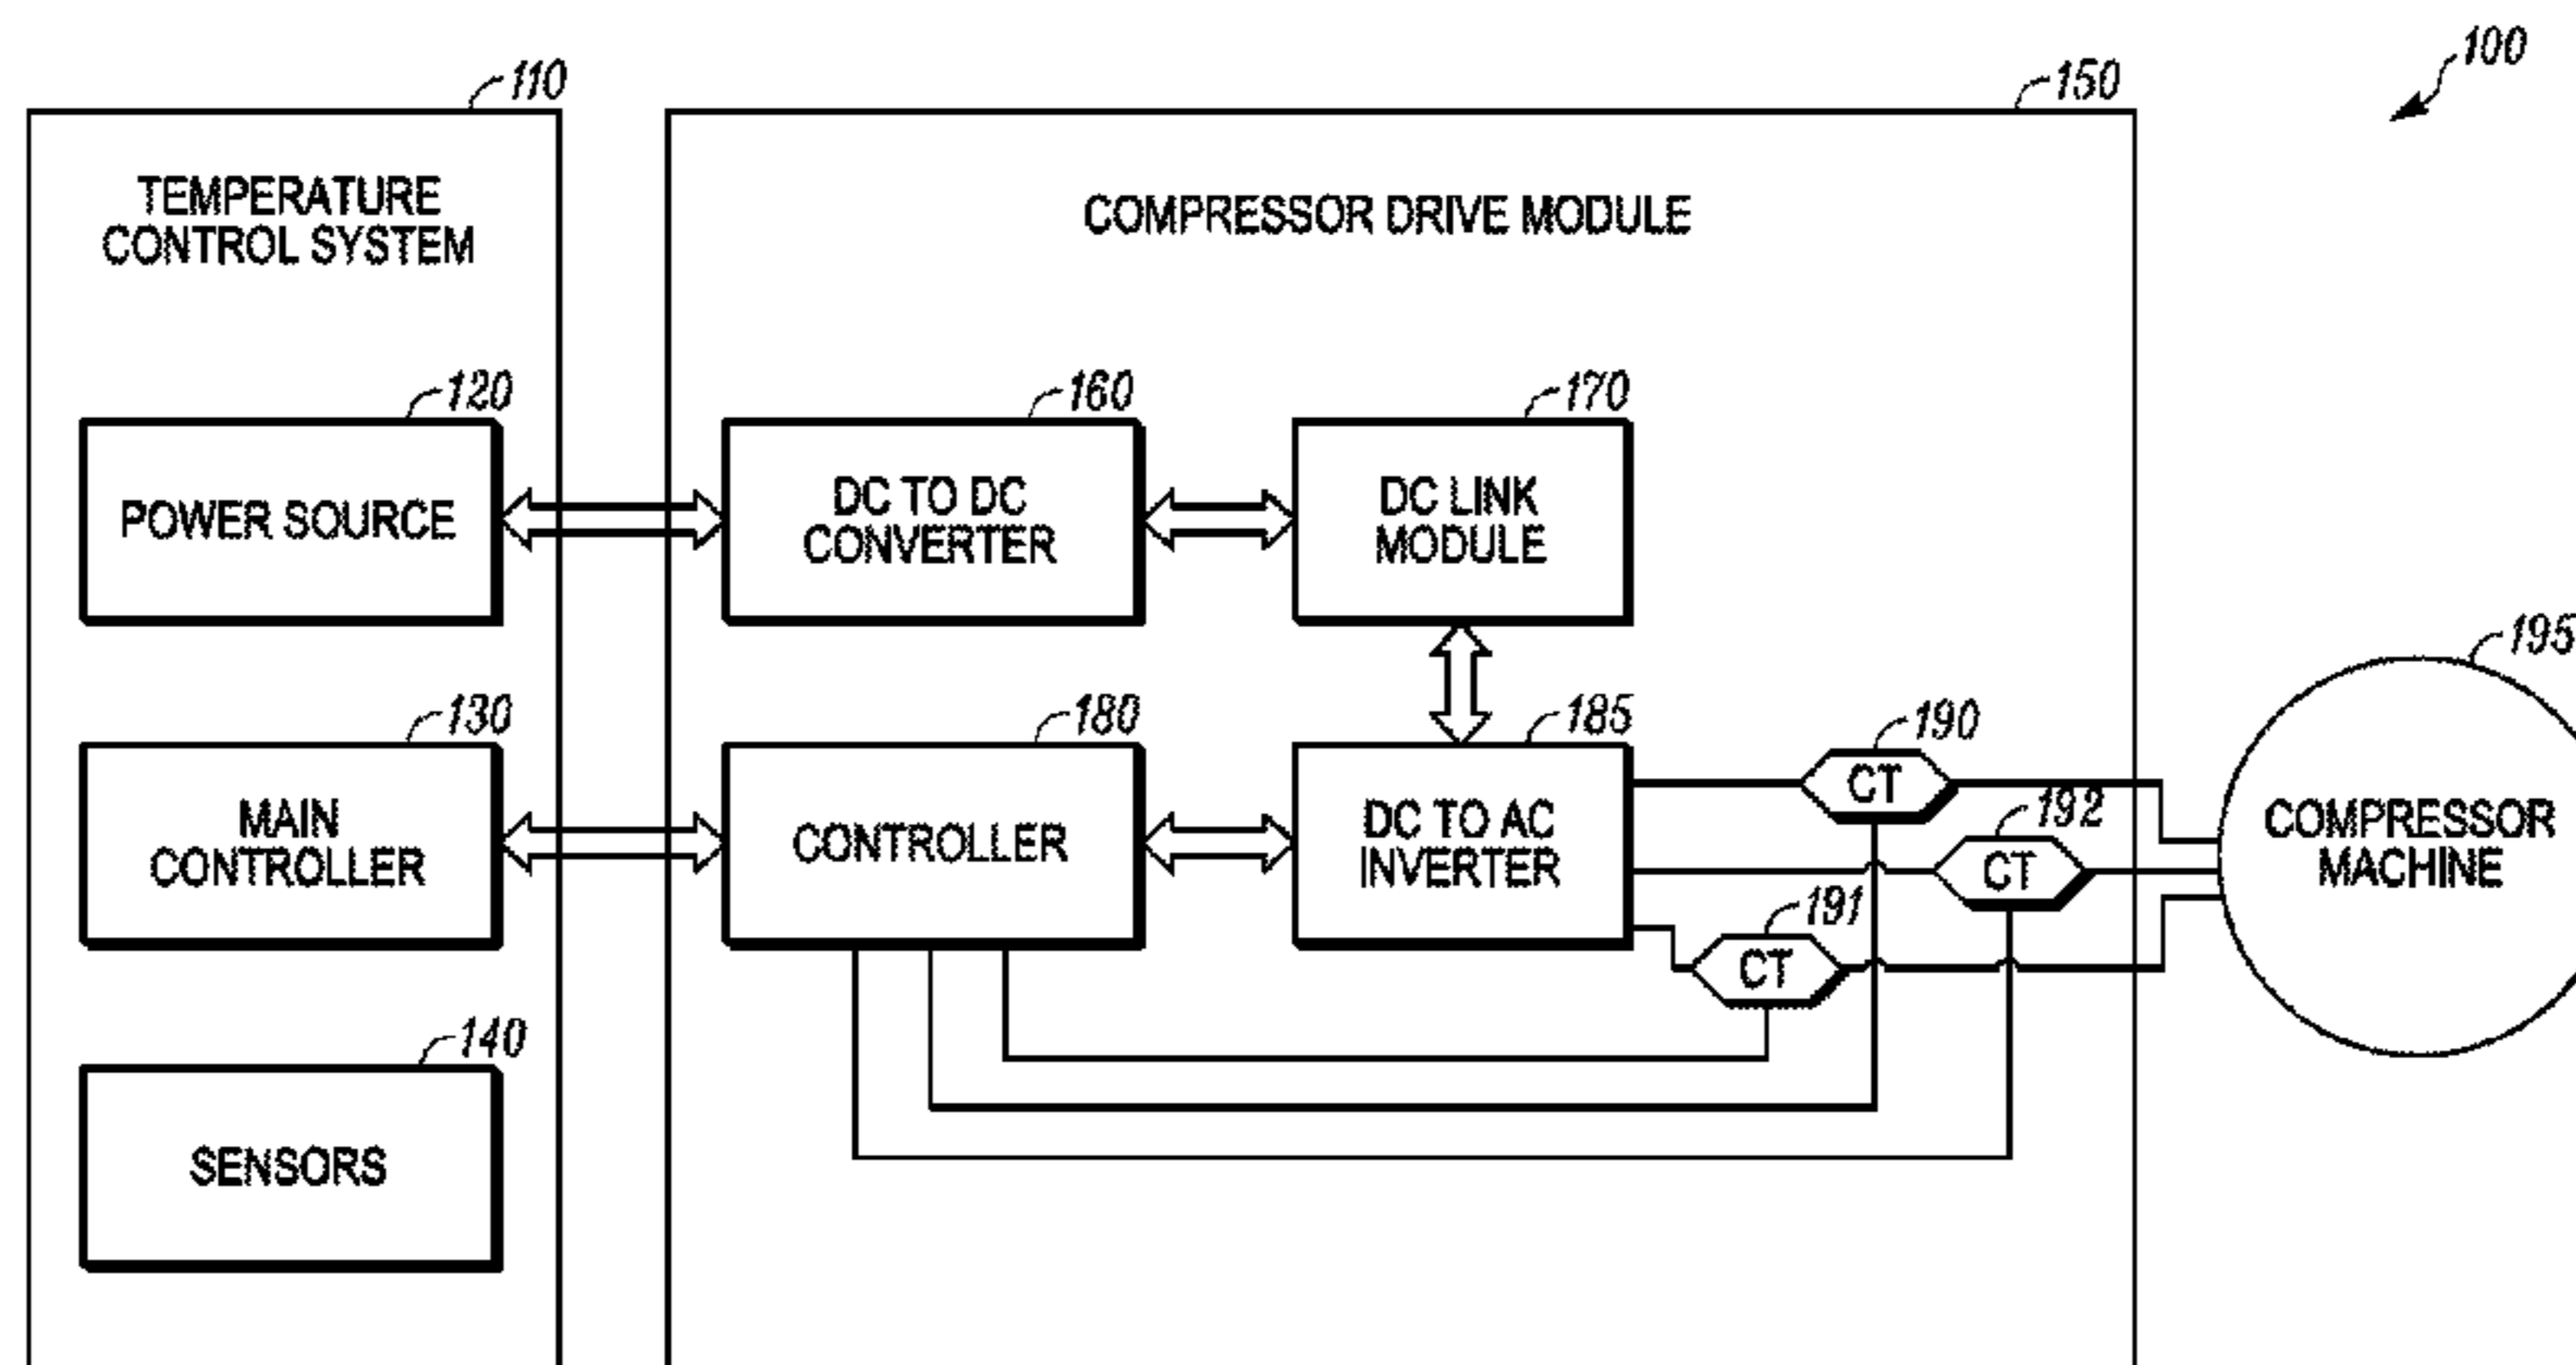 100
110
150
TEMPERATURE
CONTROL SYSTEM
COMPRESSOR DRIVE MODULE
120
160
170
POWER SOURCE
DC TO DC
CONVERTER
DC LINK
MODULE
195
130
180
185
190
MAIN
CONTROLLER
CONTROLLER
DC TO AC
INVERTER
CT
192
CT
COMPRESSOR
MACHINE
191
CT
140
SENSORS